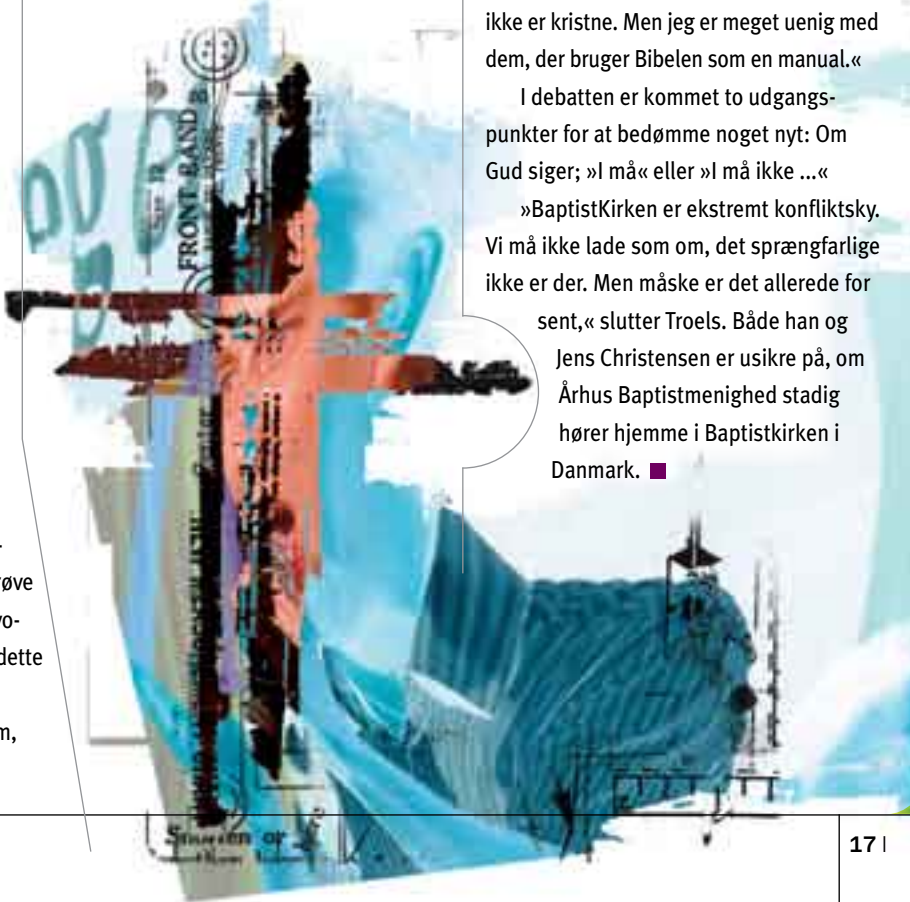 røve
vo-
dette
m,
ikke er kristne. Men jeg er meget uenig med
dem, der bruger Bibelen som en manual.«
I debatten er kommet to udgangs-
punkter for at bedømme noget nyt: Om
Gud siger; »I må« eller »I må ikke ...«
»BaptistKirken er ekstremt konfliktsky.
Vi må ikke lade som om, det sprængfarlige
ikke er der. Men måske er det allerede for
sent,« slutter Troels. Både han og
Jens Christensen er usikre på, om
Århus Baptistmenighed stadig
hører hjemme i Baptistkirken i
Danmark.
FRONT BAND
17